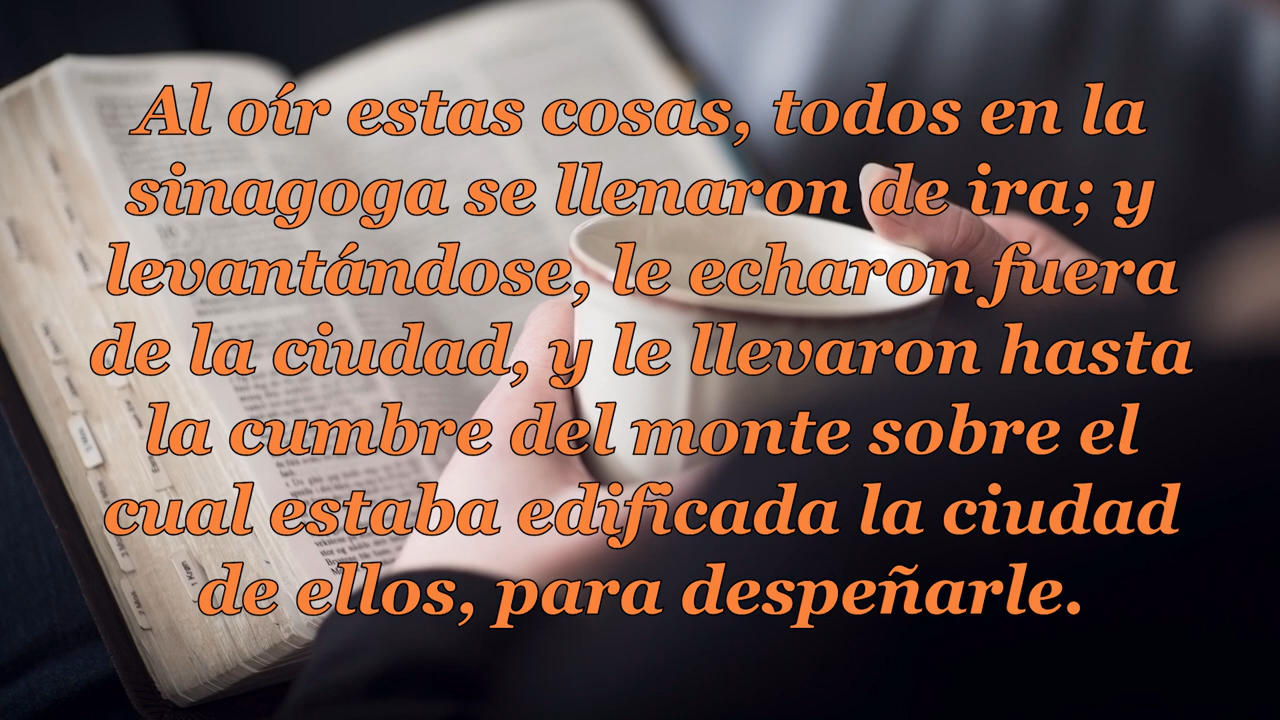 Al oír estas cosas, todos en la
sinagoga se llenaron de ira; y
levantándose, le echaron fuera
de la ciudad, y le llevaron hasta
la cumbre del monte sobre el
cual estaba edificada la ciudad
de ellos, para despeñarle.